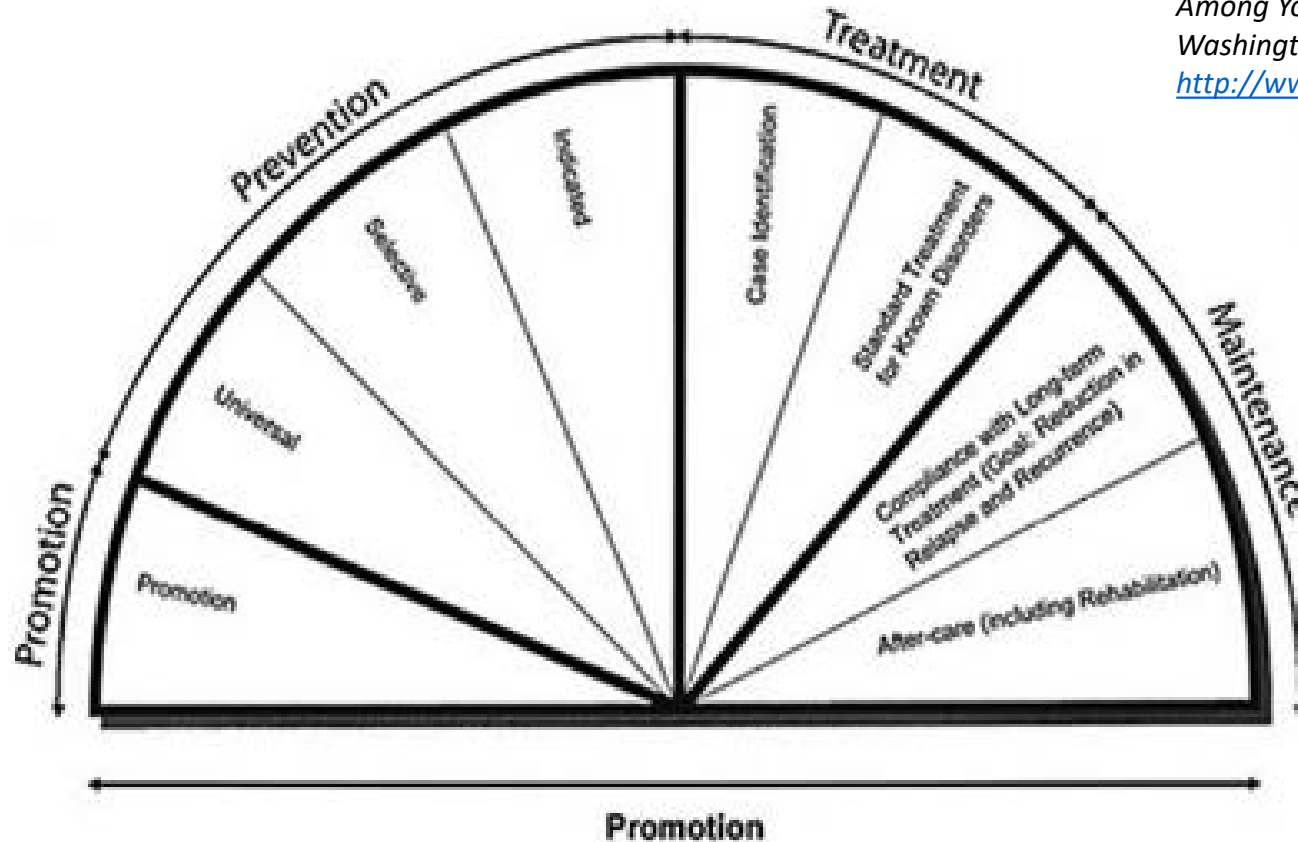 Among Yo
Washingt
http://ww
Treatment
Prevention
Maintenance
Promotion
Indicated
Case Identification
Selective
Standard Treatment
for Known Disorders
Universal
Compliance with Long-term
Treatment (Goal: Reduction in
Relapse and Recurrence)
Promotion
After-care (including Rehabilitation)
Promotion